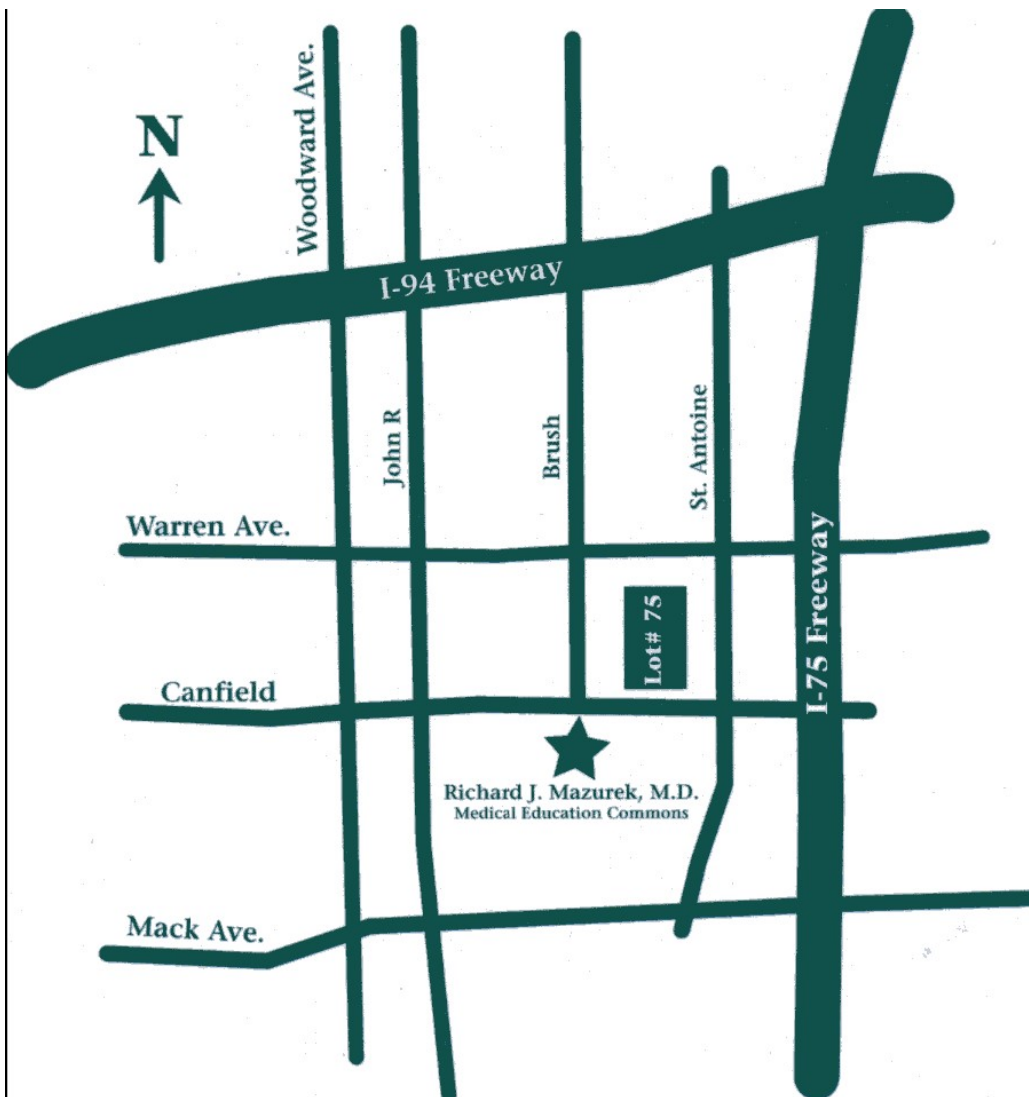 N
Woodward Ave.
I-94 Freeway
John R
Brush
St. Antoine
Warren Ave.
Lot# 75
I-75 Freeway
Canfield
Richard J. Mazurek, M.D.
Medical Education Commons
Mack Ave.